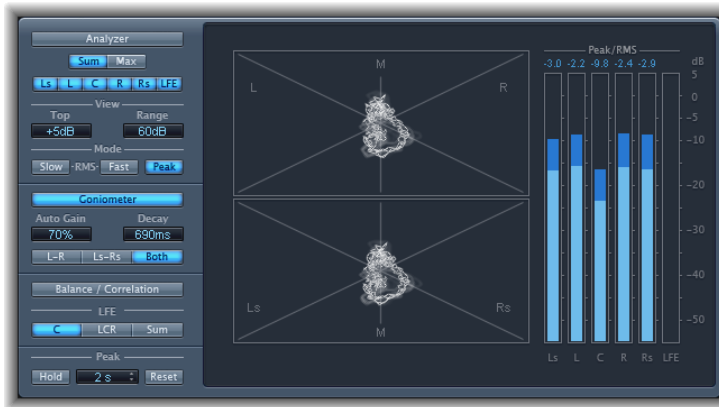 Analyzer
Sum Max
Ls L C R Rs LFE
View
Top Range
+5dB 60dB
Mode
Slow -RMS- Fast Peak
Goniometer
Auto Gain Decay
70% 690ms
L-R Ls-Rs Both
Balance / Correlation
LFE
C LCR Sum
Peak
Hold 2 s Reset
M
L R
Ls Rs
M
Peak/RMS
-3.0 -2.2 -9.8 -2.4 -2.9 dB
5
0
-5
-10
-20
-30
-40
-50
Ls L C R Rs LFE